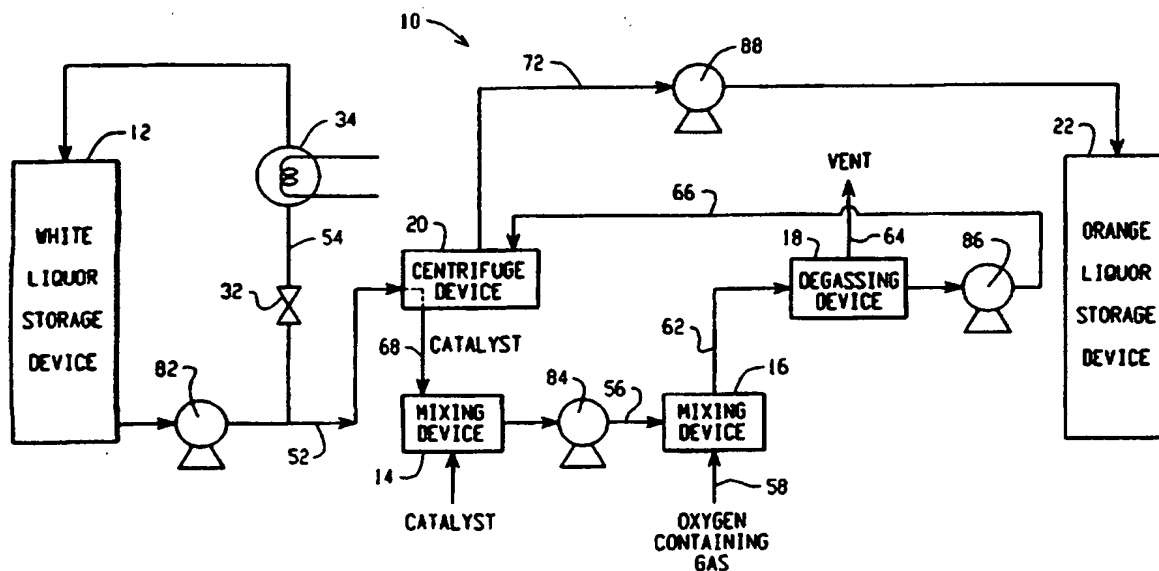 10
72
88
12
34
22
VENT
66
20
18
64
86
WHITE
LIQUOR
STORAGE
DEVICE
54
CENTRIFUGE
DEVICE
DEGASSING
DEVICE
ORANGE
LIQUOR
STORAGE
DEVICE
32
68
CATALYST
62
82
84
56
16
MIXING
DEVICE
MIXING
DEVICE
52
14
58
CATALYST
OXYGEN
CONTAINING
GAS